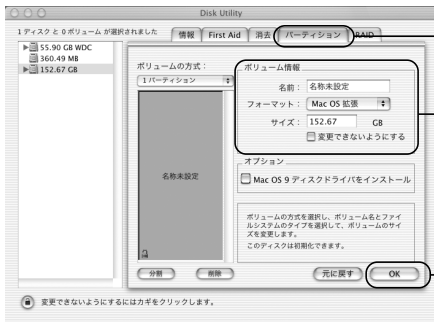 Disk Utility
1 ディスク と 0 ボリューム が選択されました
情報 First Aid 消去 パーティション RAID
55.90 GB WDC
360.49 MB
152.67 GB
ボリュームの方式：
1 パーティション
名称未設定
分割 削除
ボリューム情報
名前： 名称未設定
フォーマット： Mac OS 拡張
サイズ： 152.67 GB
変更できないようにする
オプション
Mac OS 9 ディスクドライバをインストール
ボリュームの方式を選択し、ボリューム名とファイ
ルシステムのタイプを選択して、ボリュームのサイ
ズを変更します。
このディスクは初期化できます。
元に戻す OK
変更できないようにするにはカギをクリックします。